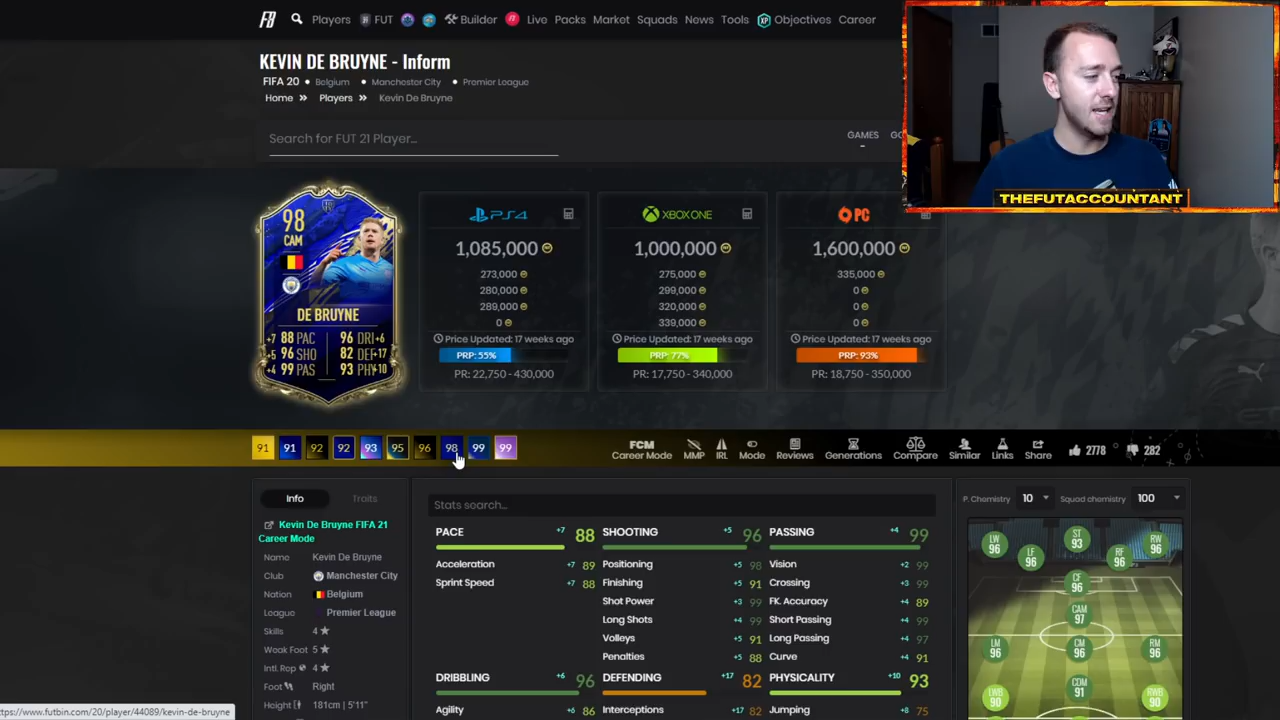 F8 Players FUT Builder Live Packs Market Squads News Tools XP Objectives Career
KEVIN DE BRUYNE - Inform
FIFA 20 • Belgium • Manchester City • Premier League
Home » Players » Kevin De Bruyne
Search for FUT 21 Player...
GAMES
-
THEFUTACCOUNTANT
98
CAM
DE BRUYNE
+7 88 PAC 96 DRI+6
+5 96 SHO 82 DEF+17
+4 99 PAS 93 PHY+10
PS4
1,085,000
273,000
280,000
289,000
0
Price Updated: 17 weeks ago
PRP: 55%
PR: 22,750 - 430,000
XBOX ONE
1,000,000
275,000
299,000
320,000
339,000
Price Updated: 17 weeks ago
PRP: 77%
PR: 17,750 - 340,000
PC
1,600,000
335,000
0
0
0
Price Updated: 17 weeks ago
PRP: 93%
PR: 18,750 - 350,000
91 91 92 92 93 95 96 98 99 99
FCM
Career Mode MMP IRL Mode Reviews Generations Compare Similar Links Share 2778 282
Info Traits
Kevin De Bruyne FIFA 21
Career Mode
Name Kevin De Bruyne
Club Manchester City
Nation Belgium
League Premier League
Skills 4★
Weak Foot 5★
Intl. Rep 4★
Foot Right
Height 181cm | 5'11"
Stats search...
PACE +7 88
Acceleration +7 89
Sprint Speed +7 88
SHOOTING +5 96
Positioning +5 98
Finishing +5 91
Shot Power +3 99
Long Shots +4 99
Volleys +5 91
Penalties +5 88
PASSING +4 99
Vision +2 99
Crossing +3 99
FK. Accuracy +4 89
Short Passing +4 99
Long Passing +4 97
Curve +4 91
DRIBBLING +6 96
Agility +6 86
DEFENDING +17 82
Interceptions +17 82
PHYSICALITY +10 93
Jumping +8 75
P. Chemistry 10 Squad chemistry 100
LW 96
LF 96
ST 93
RF 96
RW 96
CF 96
CAM 97
LM 96
CM 96
RM 96
CDM 91
LWB 90
RWB 90
ttps://www.futbin.com/20/player/44089/kevin-de-bruyne